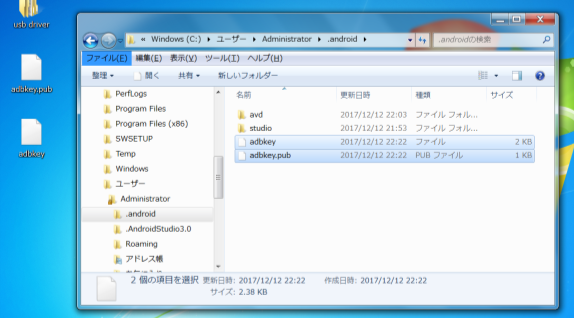 usb.driver
adbkey.pub
adbkey
« Windows (C:) ▸ ユーザー ▸ Administrator ▸ .android ▸
.androidの検索
ファイル(F) 編集(E) 表示(V) ツール(T) ヘルプ(H)
整理 開く 共有 新しいフォルダー
PerfLogs
Program Files
Program Files (x86)
SWSETUP
Temp
Windows
ユーザー
Administrator
.android
.AndroidStudio3.0
Roaming
アドレス帳
名前 更新日時 種類 サイズ
avd 2017/12/12 22:03 ファイル フォル...
studio 2017/12/12 21:53 ファイル フォル...
adbkey 2017/12/12 22:22 ファイル 2 KB
adbkey.pub 2017/12/12 22:22 PUB ファイル 1 KB
2 個の項目を選択 更新日時: 2017/12/12 22:22 作成日時: 2017/12/12 22:22
サイズ: 2.38 KB